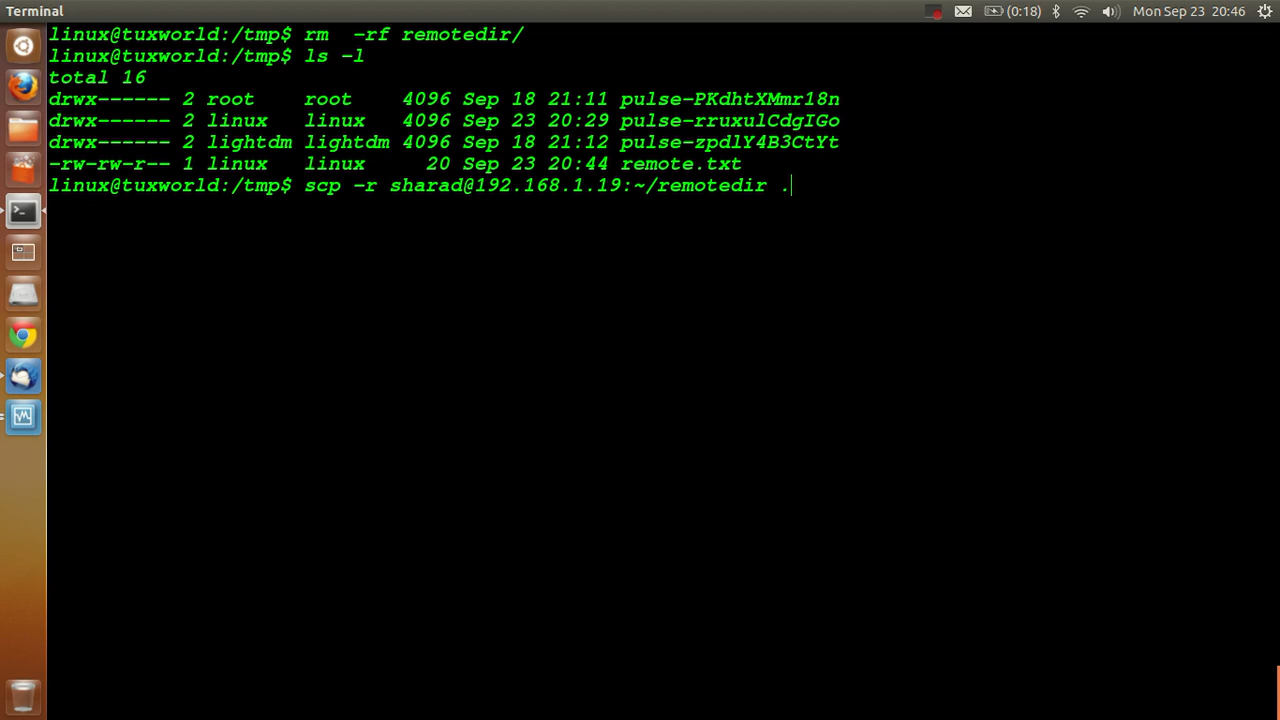 Terminal
(0:18)
Mon Sep 23 20:46
linux@tuxworld:/tmp$ rm  -rf remotedir/
linux@tuxworld:/tmp$ ls -l
total 16
drwx------ 2 root    root    4096 Sep 18 21:11 pulse-PKdhtXMmr18n
drwx------ 2 linux   linux   4096 Sep 23 20:29 pulse-rruxulCdgIGo
drwx------ 2 lightdm lightdm 4096 Sep 18 21:12 pulse-zpdlY4B3CtYt
-rw-rw-r-- 1 linux   linux     20 Sep 23 20:44 remote.txt
linux@tuxworld:/tmp$ scp -r sharad@192.168.1.19:~/remotedir .